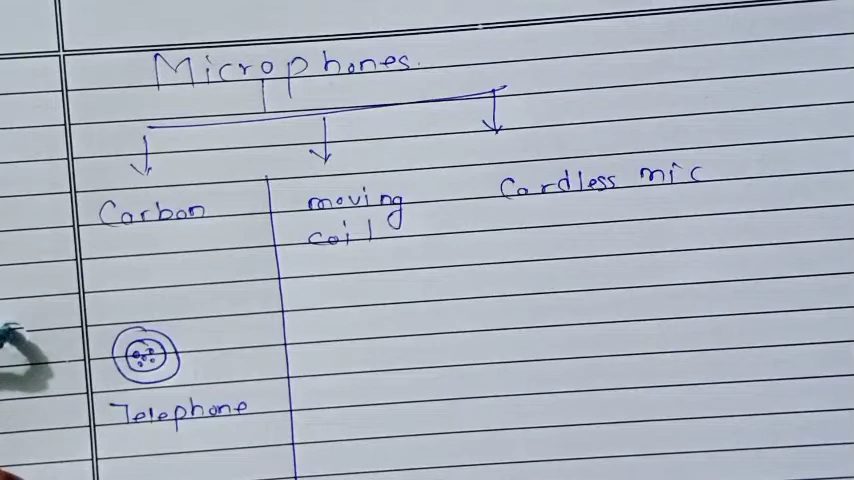 Microphones.
Carbon
moving
coil
Cordless mic
Telephone